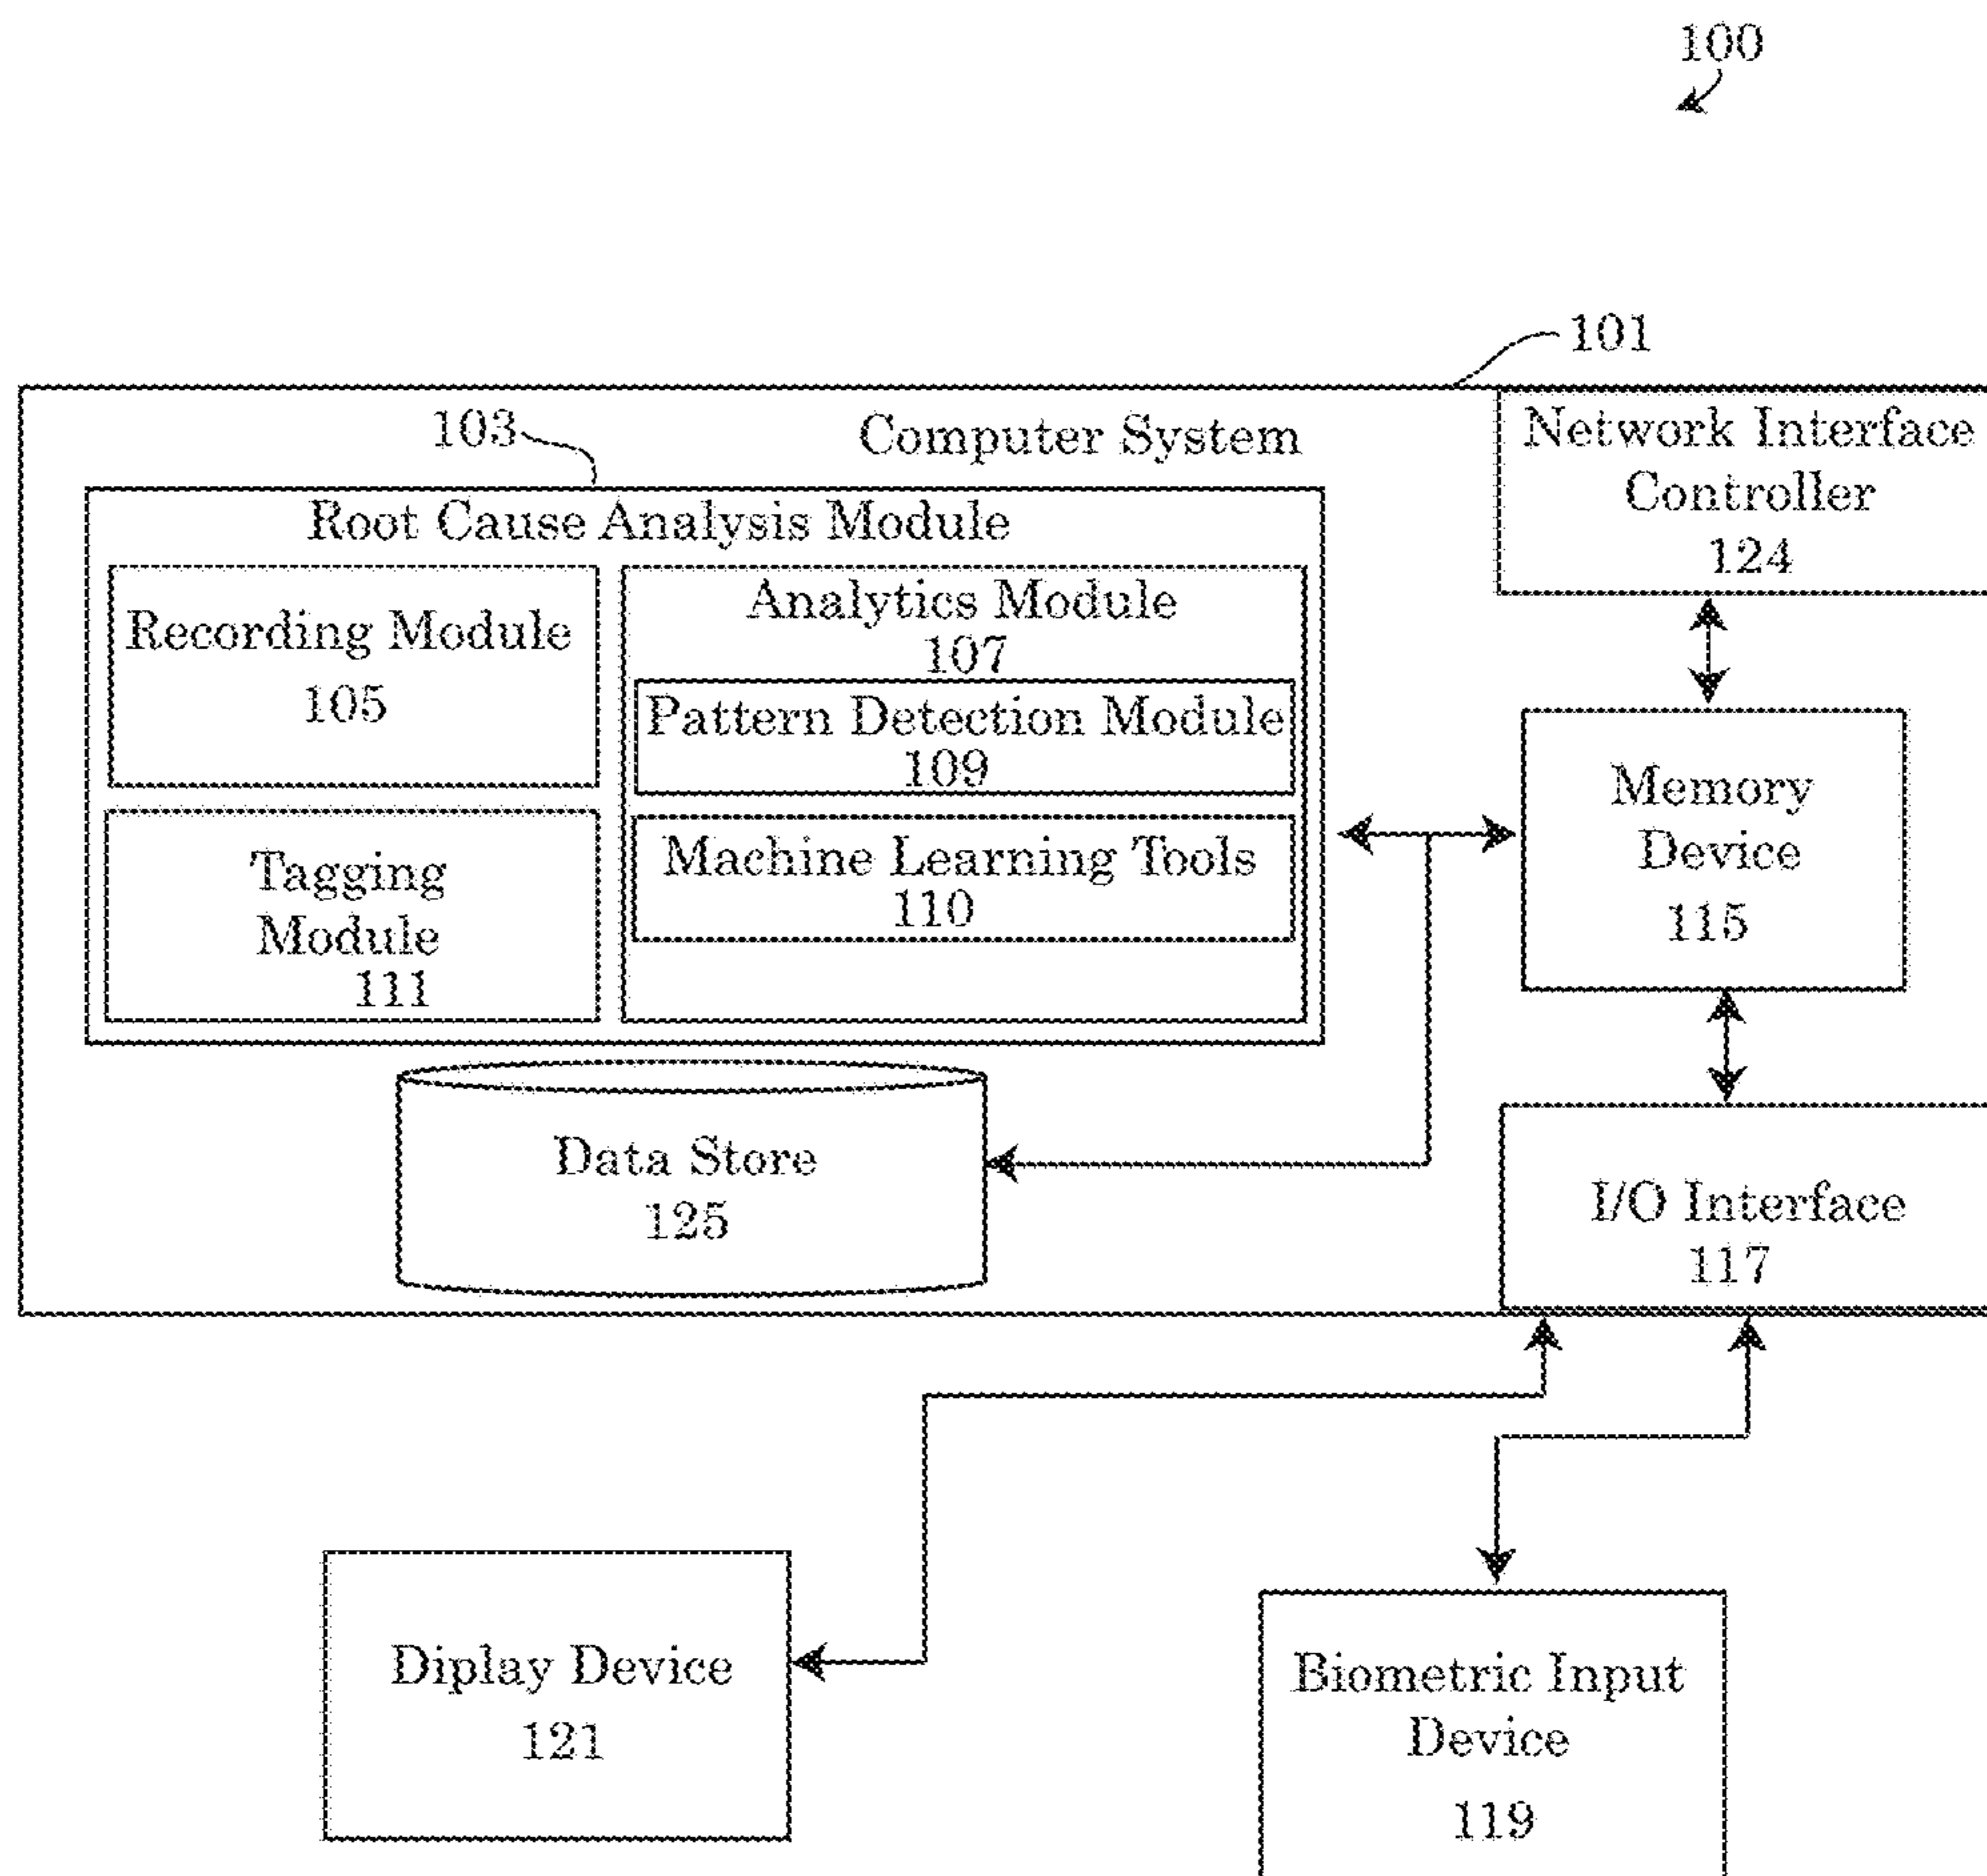 100
101
103
Computer System
Network Interface
Controller
124
Root Cause Analysis Module
Recording Module
105
Analytics Module
107
Pattern Detection Module
109
Machine Learning Tools
110
Tagging
Module
111
Memory
Device
115
Data Store
125
I/O Interface
117
Diplay Device
121
Biometric Input
Device
119